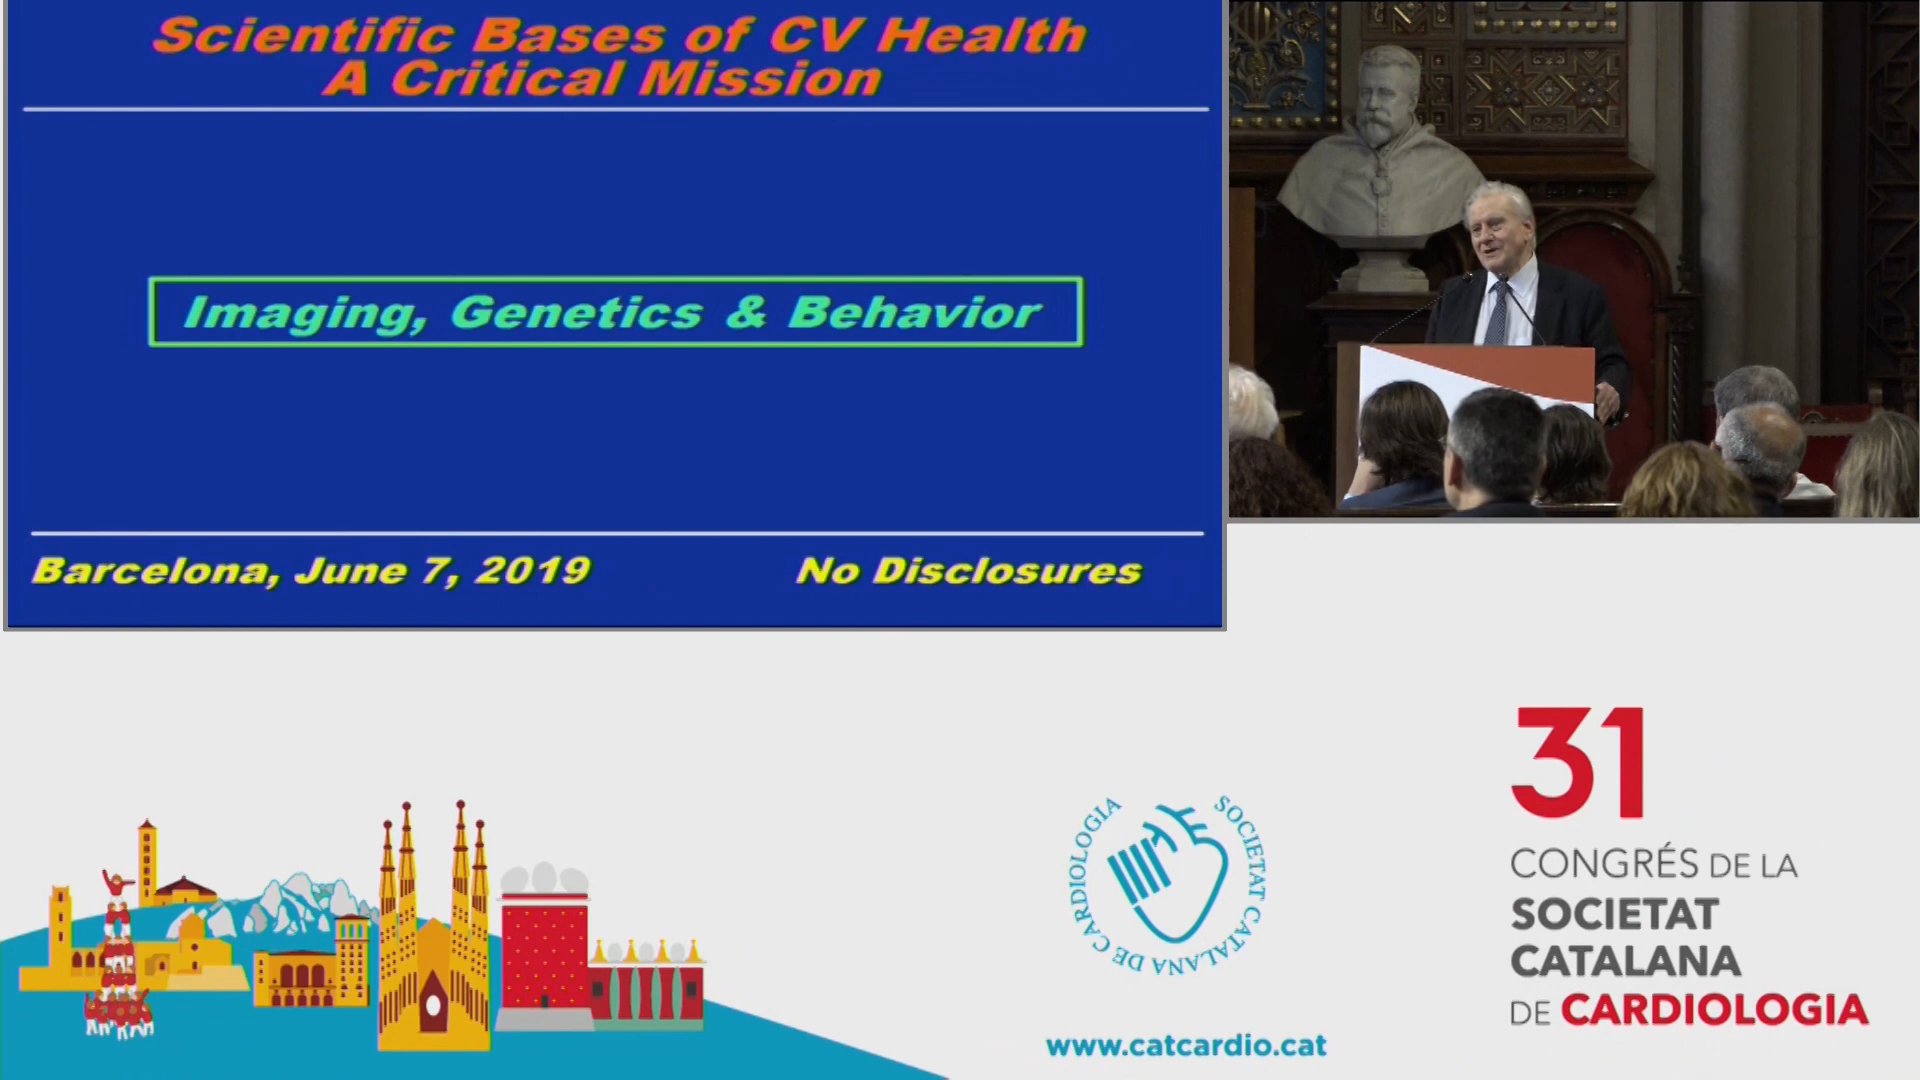 Scientific Bases of CV Health
A Critical Mission
Imaging, Genetics & Behavior
Barcelona, June 7, 2019
No Disclosures
SOCIETAT CATALANA DE CARDIOLOGIA
www.catcardio.cat
31
CONGRÉS DE LA
SOCIETAT
CATALANA
DE CARDIOLOGIA